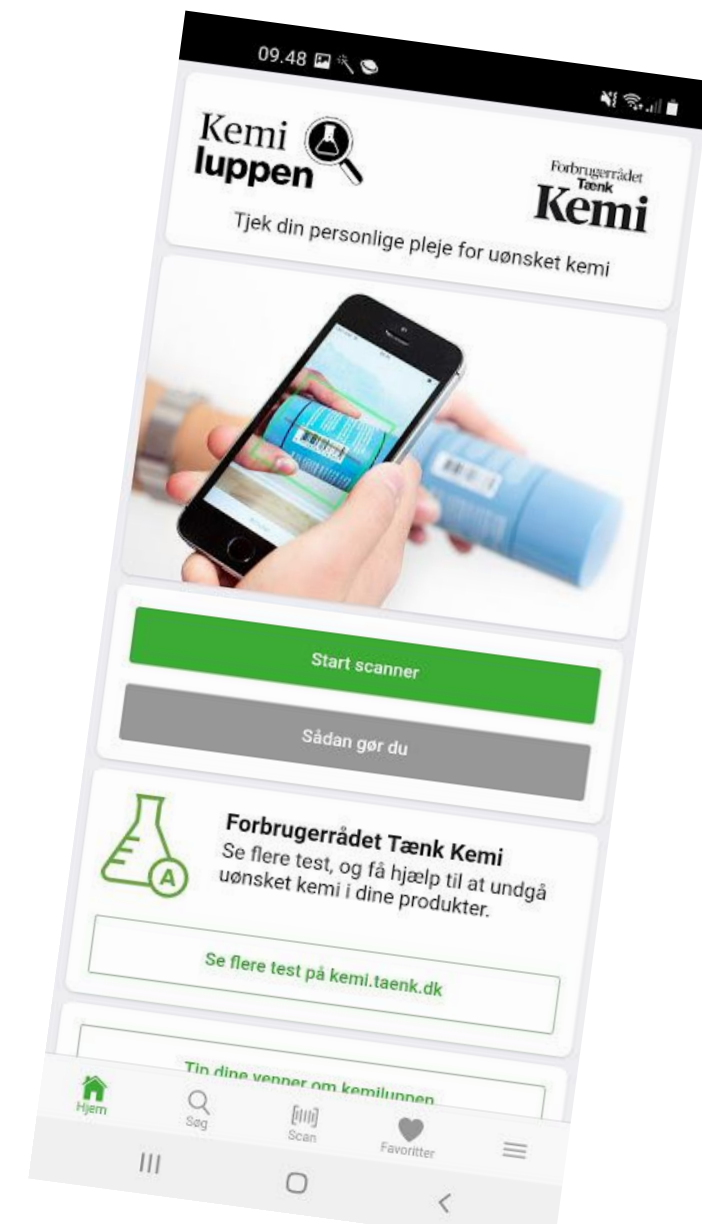 09.48
Kemi
luppen
Forbrugerrådet
Tænk
Kemi
Tjek din personlige pleje for uønsket kemi
Start scanner
Sådan gør du
Forbrugerrådet Tænk Kemi
Se flere test, og få hjælp til at undgå
uønsket kemi i dine produkter.
Se flere test på kemi.taenk.dk
Tip dine venner om kemiluppen
Hjem
Søg
Scan
Favoritter